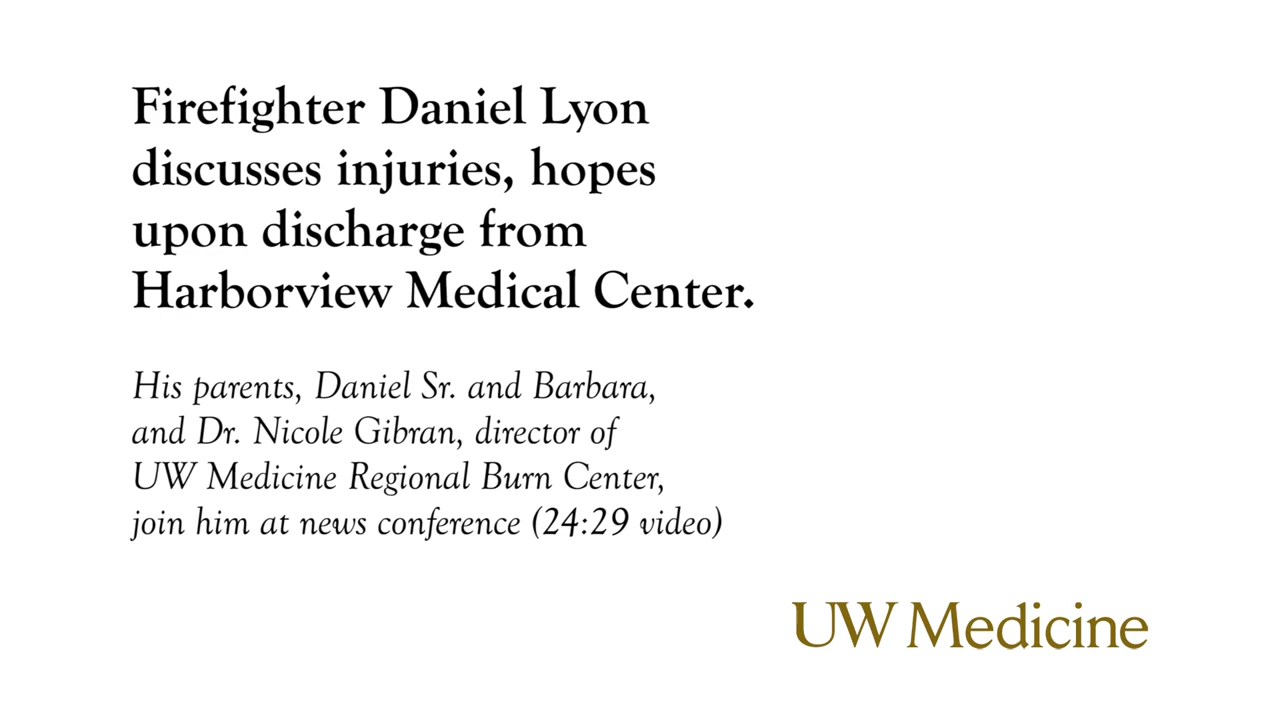 Firefighter Daniel Lyon
discusses injuries, hopes
upon discharge from
Harborview Medical Center.
His parents, Daniel Sr. and Barbara,
and Dr. Nicole Gibran, director of
UW Medicine Regional Burn Center,
join him at news conference (24:29 video)
UW Medicine